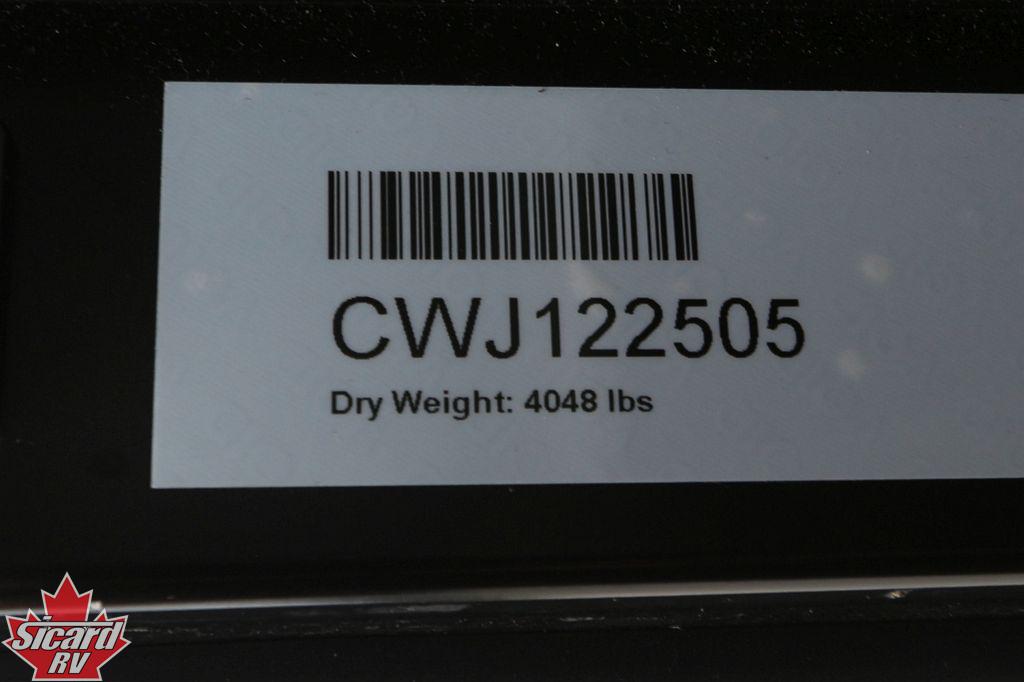 CWJ122505
Dry Weight: 4048 lbs
Sicard
RV